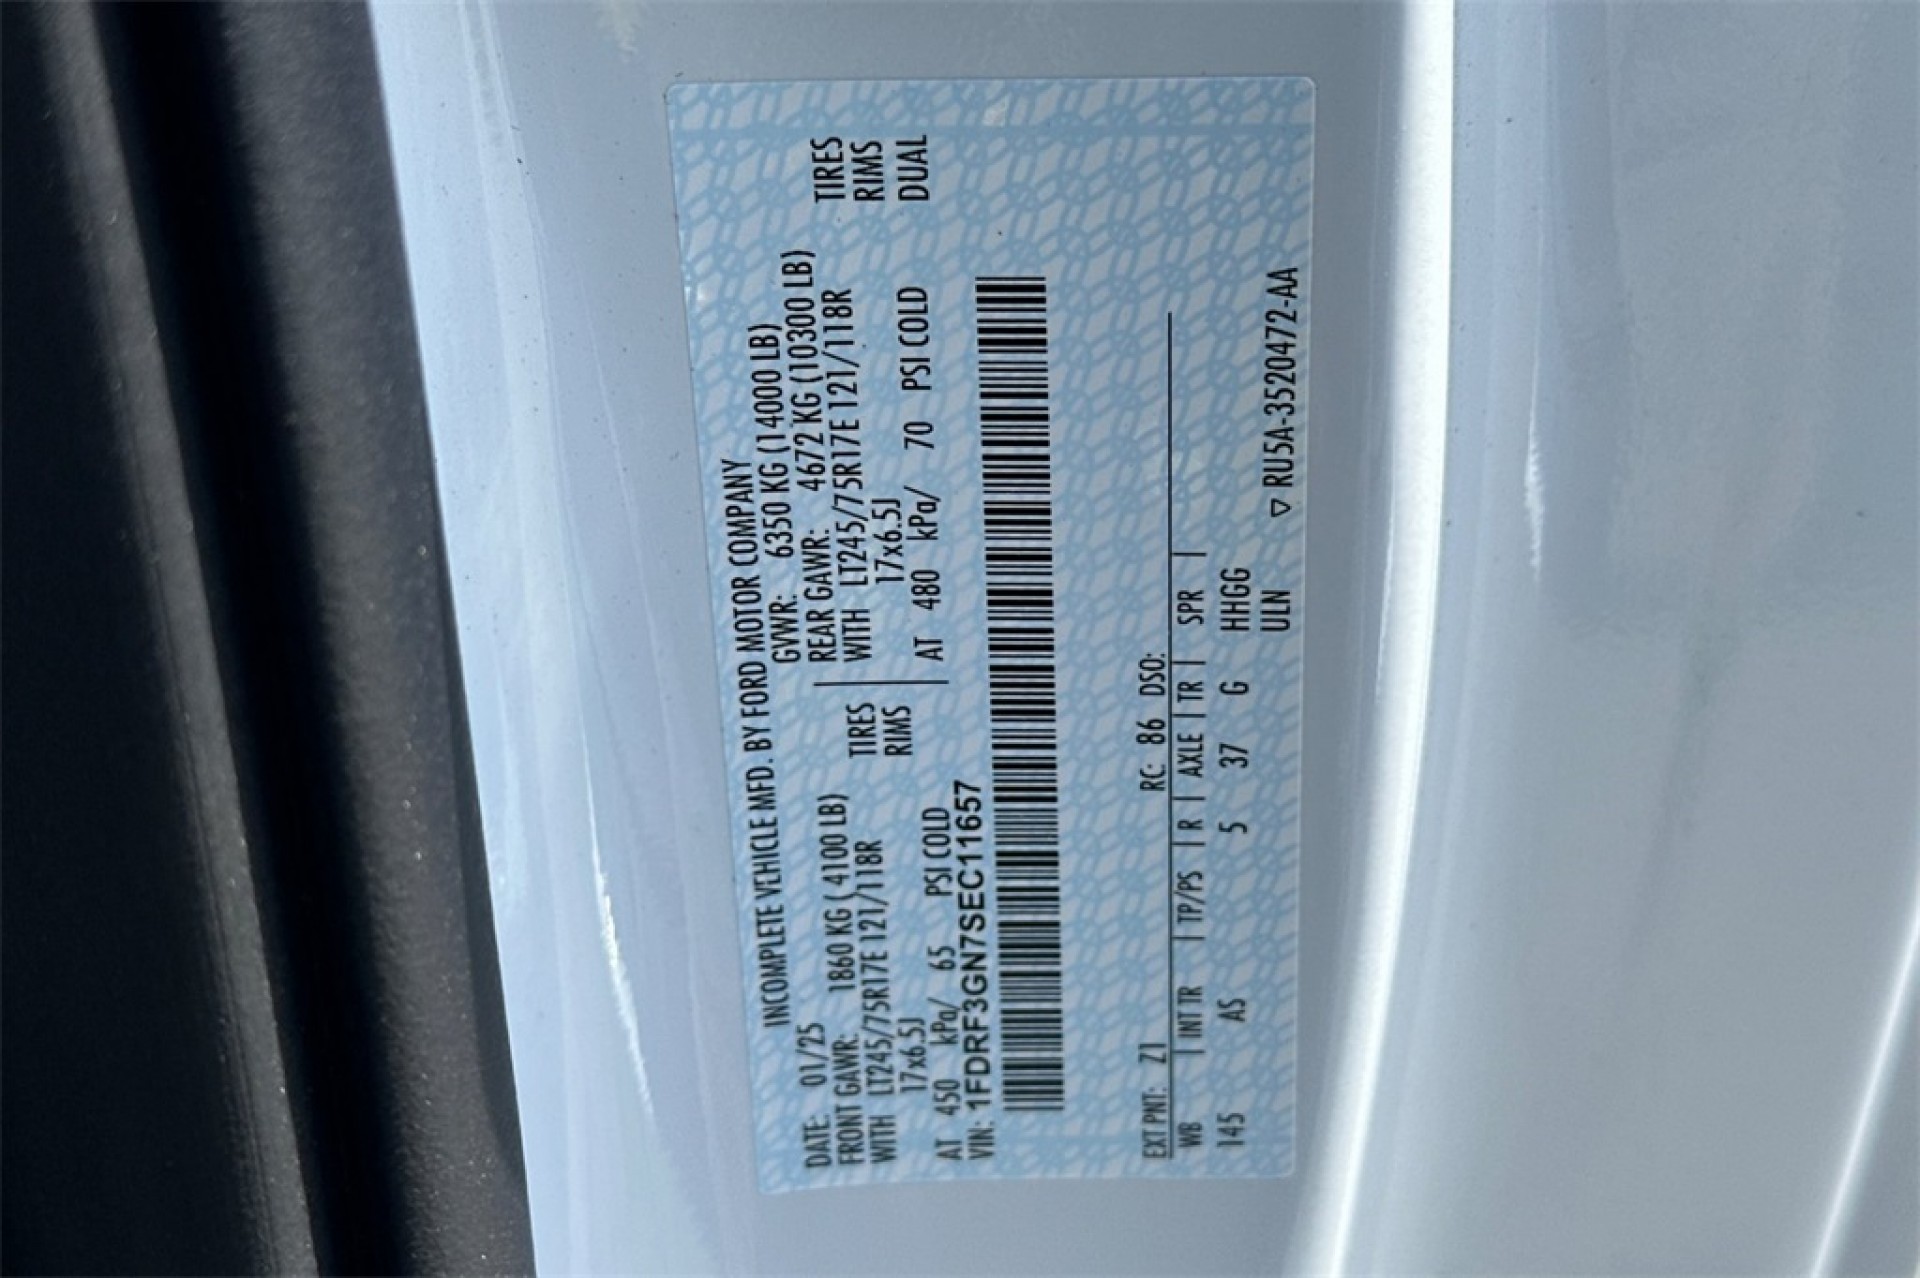 INCOMPLETE VEHICLE MFD. BY FORD MOTOR COMPANY
DATE: 01/25 GVWR: 6350 KG (14000 LB)
FRONT GAWR: 1860 KG (4100 LB) REAR GAWR: 4672 KG (10300 LB)
WITH LT245/75R17E 121/118R TIRES WITH LT245/75R17E 121/118R TIRES
17x6.5J RIMS 17x6.5J RIMS
AT 450 kPa/ 65 PSI COLD AT 480 kPa/ 70 PSI COLD DUAL
VIN: 1FDRF3GN7SEC11657
EXT PNT: Z1 RC: 86 DSO:
WB | INT TR | TP/PS | R | AXLE | TR | SPR |
145 AS 5 37 G HHGG
ULN ▽ RU5A-3520472-AA